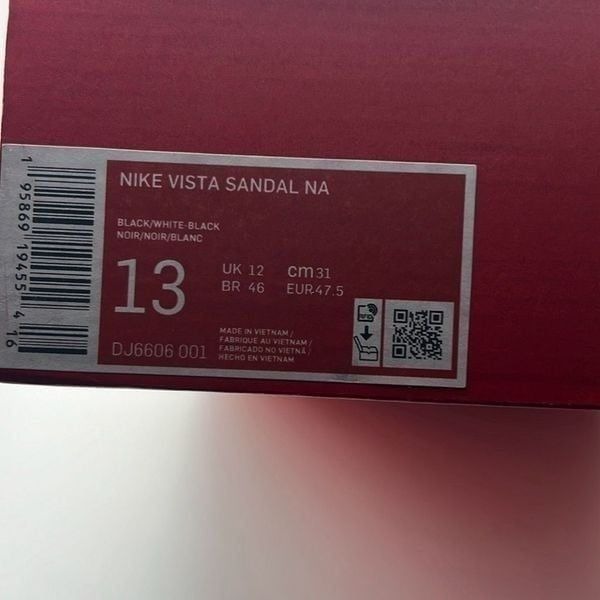 NIKE VISTA SANDAL NA
BLACK/WHITE-BLACK
NOIR/NOIR/BLANC
13
UK 12
BR 46
cm 31
EUR 47.5
DJ6606 001
MADE IN VIETNAM /
FABRIQUE AU VIETNAM /
FABRICADO NO VIETNÃ /
HECHO EN VIETNAM
RFID
1 95869 19455 4 16